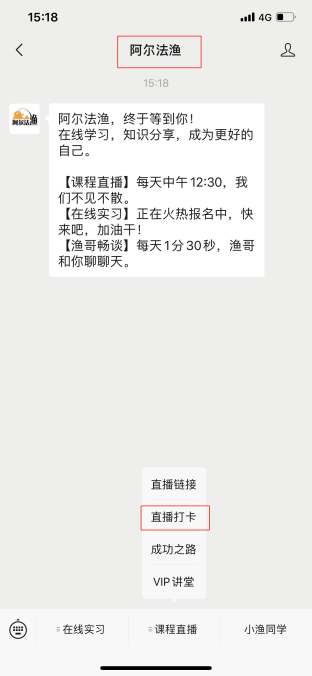 15:18
4G
阿尔法渔
15:18
阿尔法渔
阿尔法渔，终于等到你！
在线学习，知识分享，成为更好的
自己。
【课程直播】每天中午12:30，我
们不见不散。
【在线实习】正在火热报名中，快
来吧，加油干！
【渔哥畅谈】每天1分30秒，渔哥
和你聊聊天。
直播链接
直播打卡
成功之路
VIP讲堂
在线实习
课程直播
小渔同学